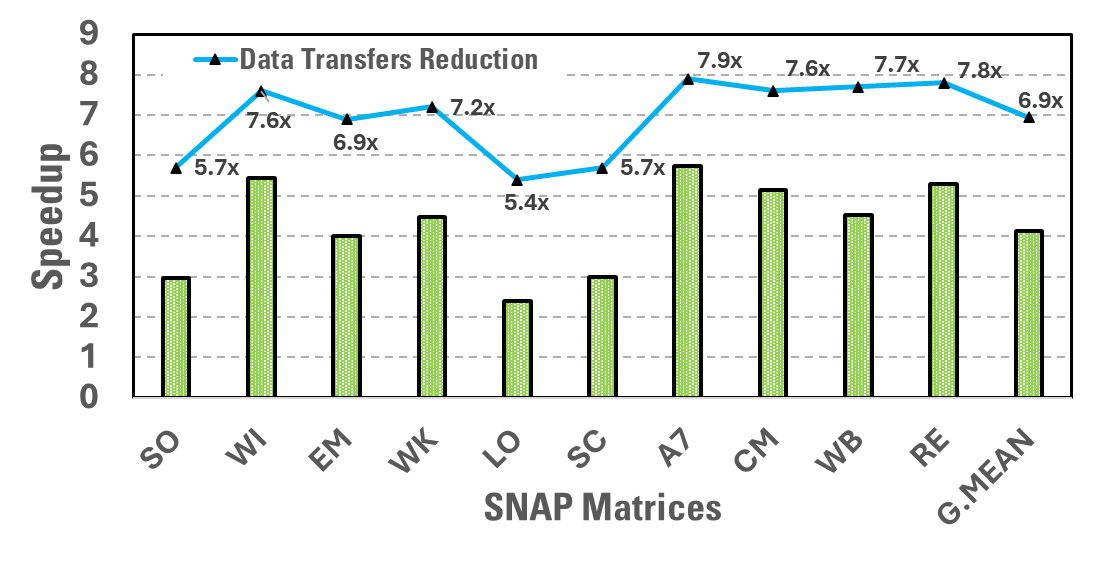 9
8
7
6
5
4
3
2
1
0
Speedup
Data Transfers Reduction
5.7x
7.6x
6.9x
7.2x
5.4x
5.7x
7.9x
7.6x
7.7x
7.8x
6.9x
SO
WI
EM
WK
LO
SC
A7
CM
WB
RE
G.MEAN
SNAP Matrices